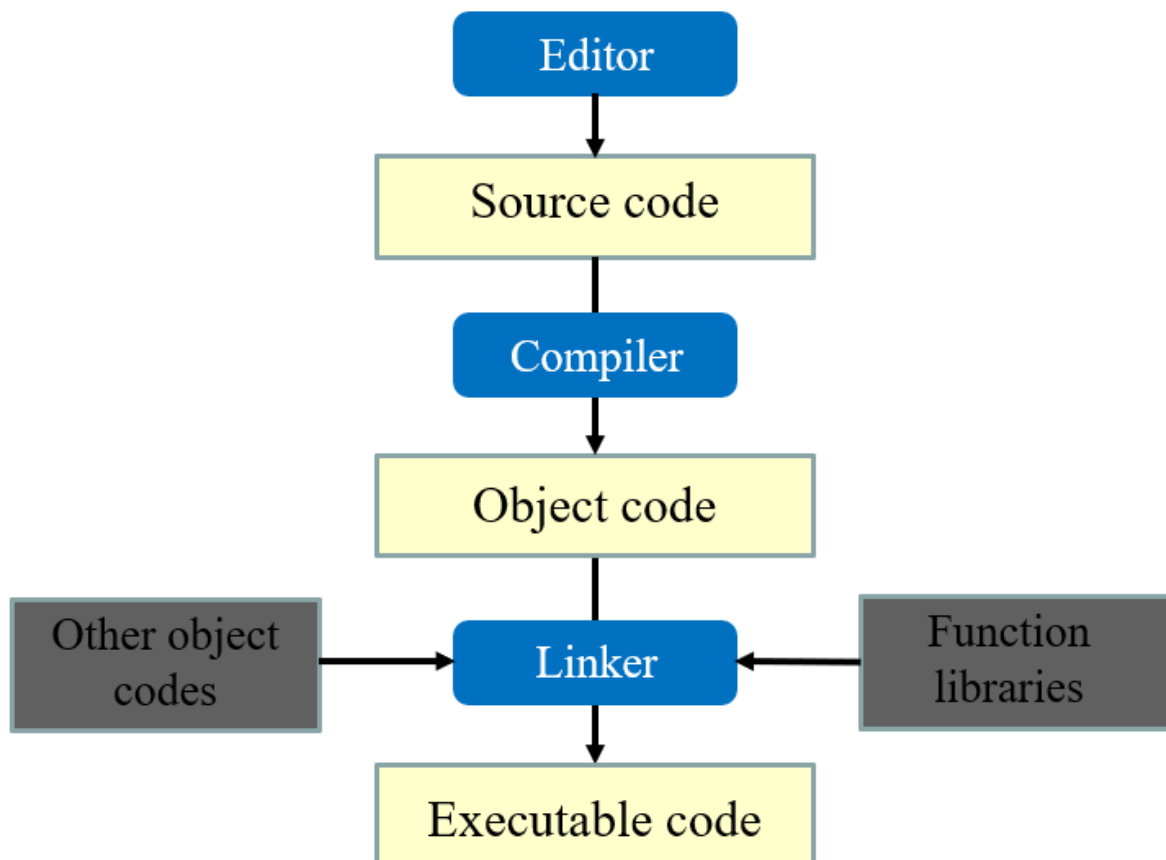 Editor
Source code
Compiler
Object code
Other object
codes
Linker
Function
libraries
Executable code